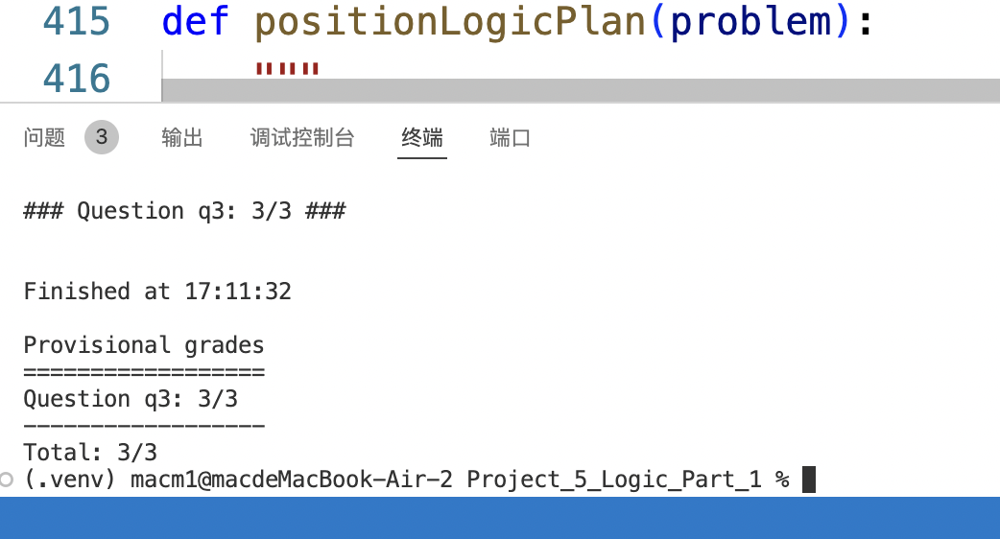 415 def positionLogicPlan(problem):
416 """
问题 3 输出 调试控制台 终端 端口
### Question q3: 3/3 ###
Finished at 17:11:32
Provisional grades
==================
Question q3: 3/3
------------------
Total: 3/3
(.venv) macm1@macdeMacBook-Air-2 Project_5_Logic_Part_1 %